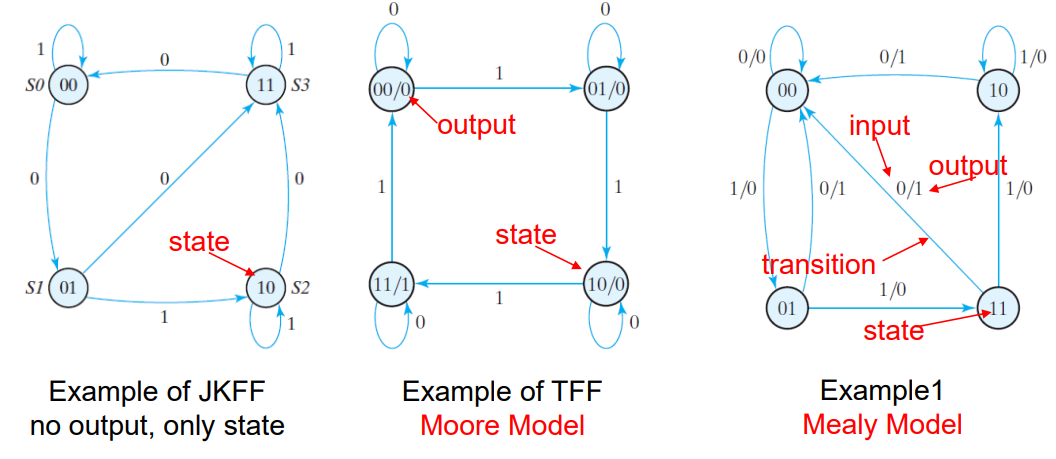 0 0
1 0 1 0/0 0/1 1/0
S0 00 11 S3 00/0 1 01/0 00 10
output input
output
0 0 0 1 1 1/0 0/1 0/1 1/0
state state
transition
S1 01 10 S2 11/1 10/0 1/0
1 1 1 0 0 01 11
state
Example of JKFF Example of TFF Example1
no output, only state Moore Model Mealy Model